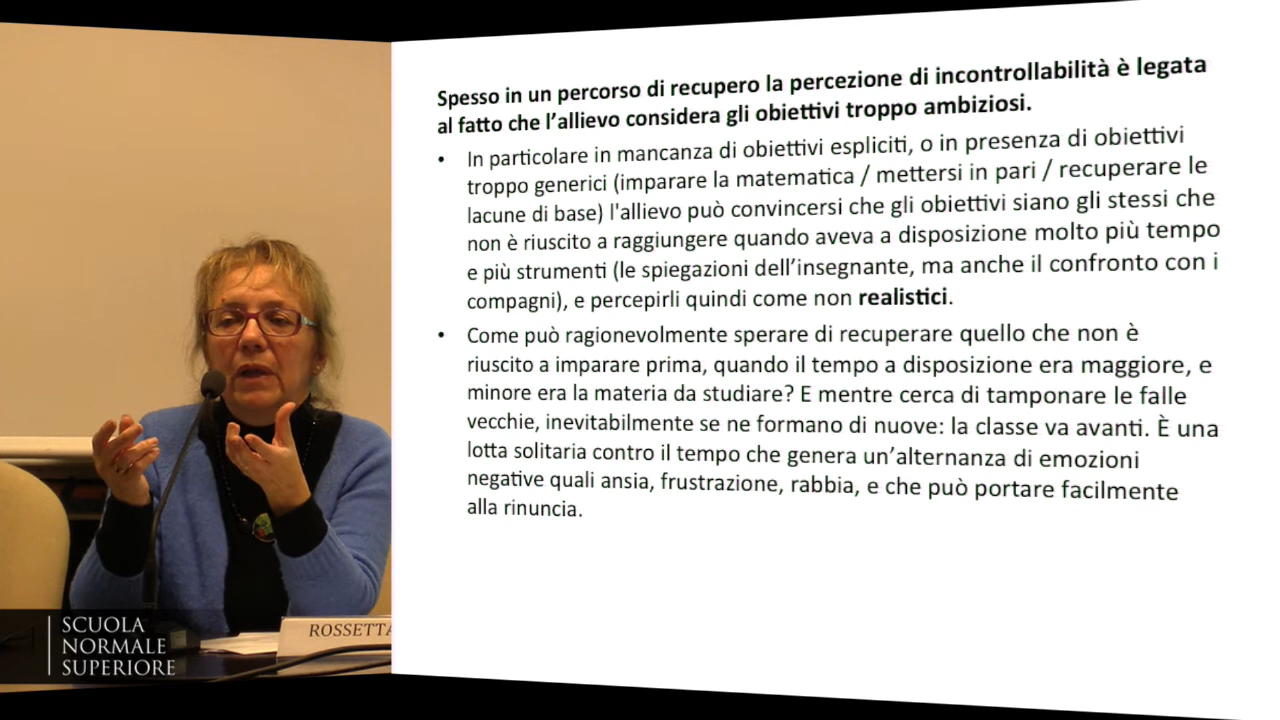 Spesso in un percorso di recupero la percezione di incontrollabilità è legata
al fatto che l'allievo considera gli obiettivi troppo ambiziosi.
• In particolare in mancanza di obiettivi espliciti, o in presenza di obiettivi
troppo generici (imparare la matematica / mettersi in pari / recuperare le
lacune di base) l'allievo può convincersi che gli obiettivi siano gli stessi che
non è riuscito a raggiungere quando aveva a disposizione molto più tempo
e più strumenti (le spiegazioni dell'insegnante, ma anche il confronto con i
compagni), e percepirli quindi come non realistici.
• Come può ragionevolmente sperare di recuperare quello che non è
riuscito a imparare prima, quando il tempo a disposizione era maggiore, e
minore era la materia da studiare? E mentre cerca di tamponare le falle
vecchie, inevitabilmente se ne formano di nuove: la classe va avanti. È una
lotta solitaria contro il tempo che genera un'alternanza di emozioni
negative quali ansia, frustrazione, rabbia, e che può portare facilmente
alla rinuncia.
ROSSETTA
SCUOLA
NORMALE
SUPERIORE